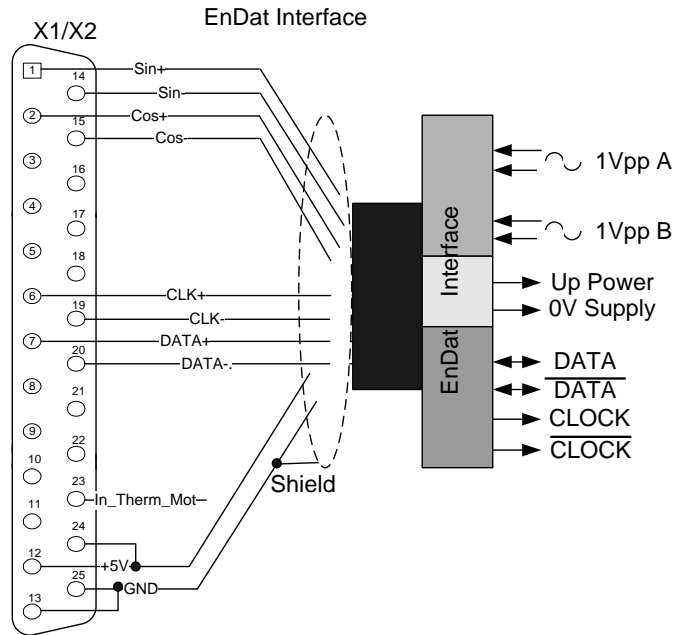 EnDat Interface
X1/X2
1
14
Sin+
Sin-
2
15
Cos+
Cos-
3
16
4
17
5
18
6
19
CLK+
CLK-
7
20
DATA+
DATA-.
8
21
9
22
10
23
In_Therm_Mot
11
24
12
+5V
25
GND
13
Shield
EnDat Interface
1Vpp A
1Vpp B
Up Power
0V Supply
DATA
DATA
CLOCK
CLOCK